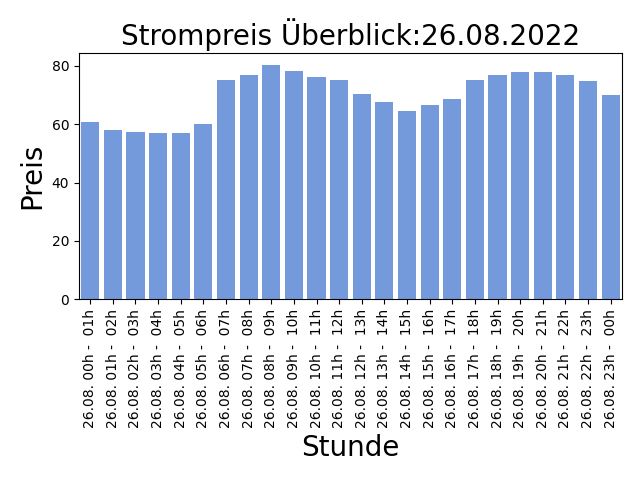 Strompreis Überblick:26.08.2022
Preis
80
60
40
20
0
26.08. 00h -   01h
26.08. 01h -   02h
26.08. 02h -   03h
26.08. 03h -   04h
26.08. 04h -   05h
26.08. 05h -   06h
26.08. 06h -   07h
26.08. 07h -   08h
26.08. 08h -   09h
26.08. 09h -   10h
26.08. 10h -   11h
26.08. 11h -   12h
26.08. 12h -   13h
26.08. 13h -   14h
26.08. 14h -   15h
26.08. 15h -   16h
26.08. 16h -   17h
26.08. 17h -   18h
26.08. 18h -   19h
26.08. 19h -   20h
26.08. 20h -   21h
26.08. 21h -   22h
26.08. 22h -   23h
26.08. 23h -   00h
Stunde